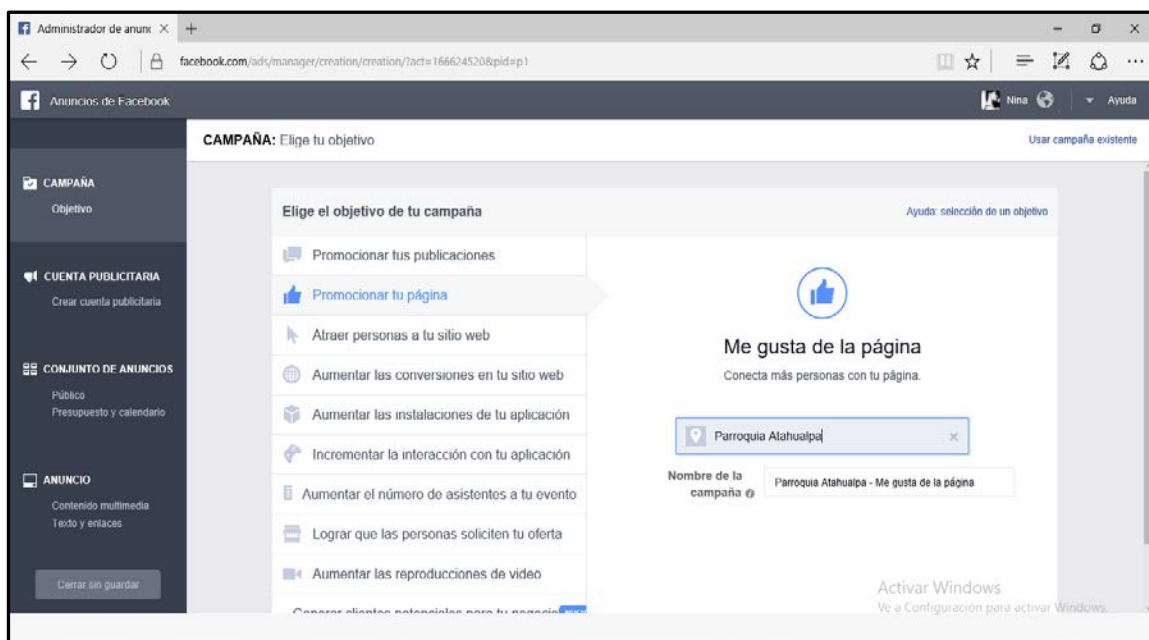 Administrador de anunc
facebook.com/ads/manager/creation/creation/?act=166624520&pid=p1
Anuncios de Facebook
Nina
Ayuda
CAMPAÑA: Elige tu objetivo
Usar campaña existente
CAMPAÑA
Objetivo
CUENTA PUBLICITARIA
Crear cuenta publicitaria
CONJUNTO DE ANUNCIOS
Público
Presupuesto y calendario
ANUNCIO
Contenido multimedia
Texto y enlaces
Cerrar sin guardar
Elige el objetivo de tu campaña
Ayuda: selección de un objetivo
Promocionar tus publicaciones
Promocionar tu página
Atraer personas a tu sitio web
Aumentar las conversiones en tu sitio web
Aumentar las instalaciones de tu aplicación
Incrementar la interacción con tu aplicación
Aumentar el número de asistentes a tu evento
Lograr que las personas soliciten tu oferta
Aumentar las reproducciones de video
Generar clientes potenciales para tu negocio
Me gusta de la página
Conecta más personas con tu página.
Parroquia Atahualpa
Nombre de la
campaña
Parroquia Atahualpa - Me gusta de la página
Activar Windows
Ve a Configuración para activar Windows.